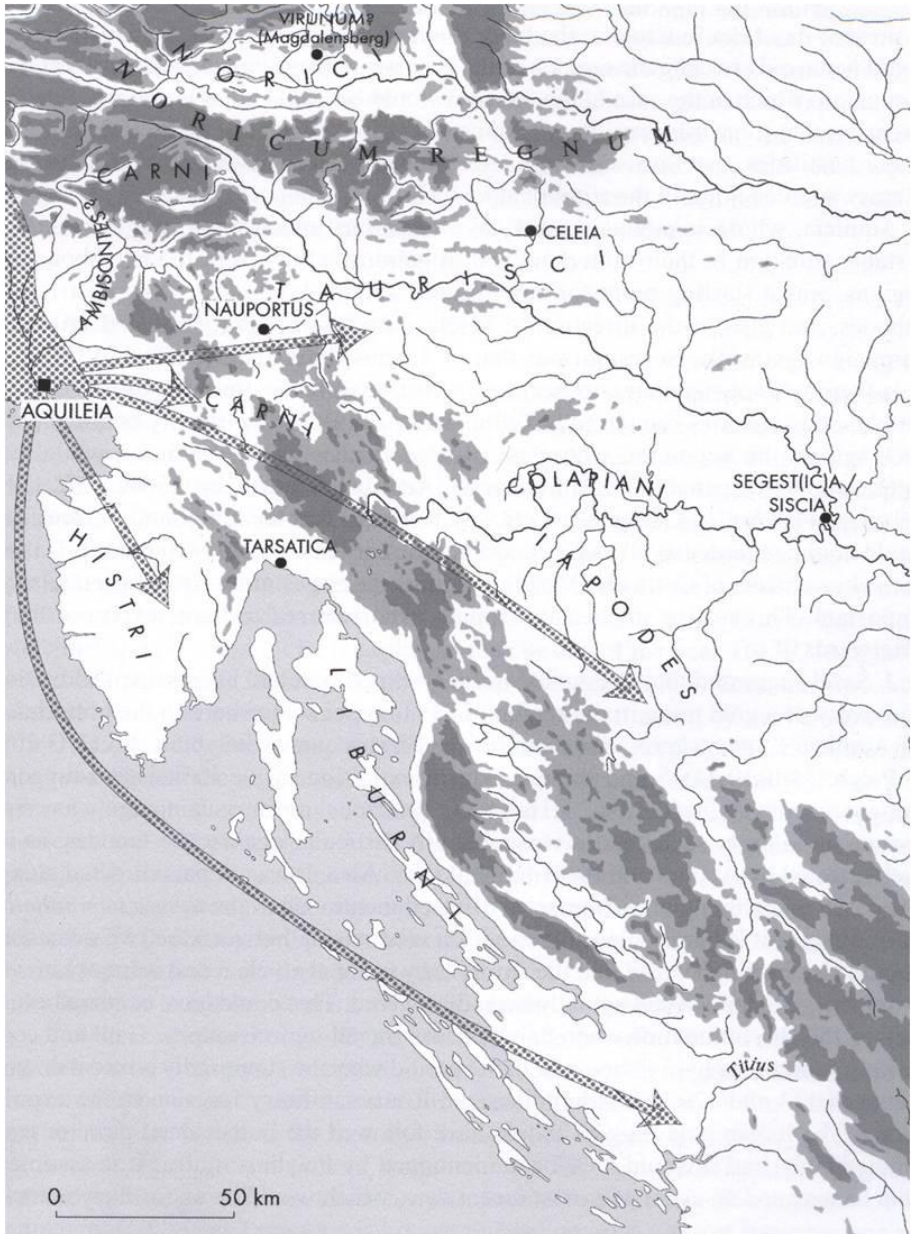 VIRUNUM?
(Magdalensberg)
NORICI
NORICUM REGNUM
CARNI
AMBISONTES?
CELEIA
TAURISCI
NAUPORTUS
AQUILEIA
CARNI
COLAPIANI
SEGEST(IC)A
SISCIA
TARSATICA
HISTRI
IAPODES
LIBURNI
Titius
0 50 km